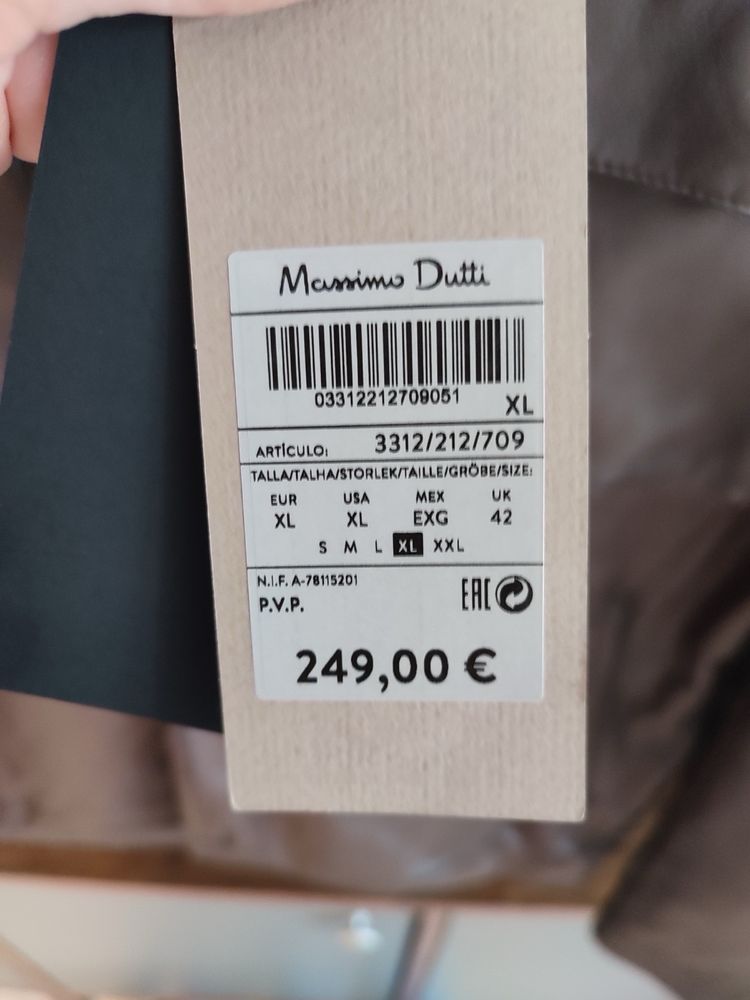 Massimo Dutti
03312212709051
XL
ARTÍCULO: 3312/212/709
TALLA/TALHA/STORLEK/TAILLE/GRÖBE/SIZE:
EUR USA MEX UK
XL XL EXG 42
S M L XL XXL
N.I.F. A-78115201
P.V.P. EAC
249,00 €